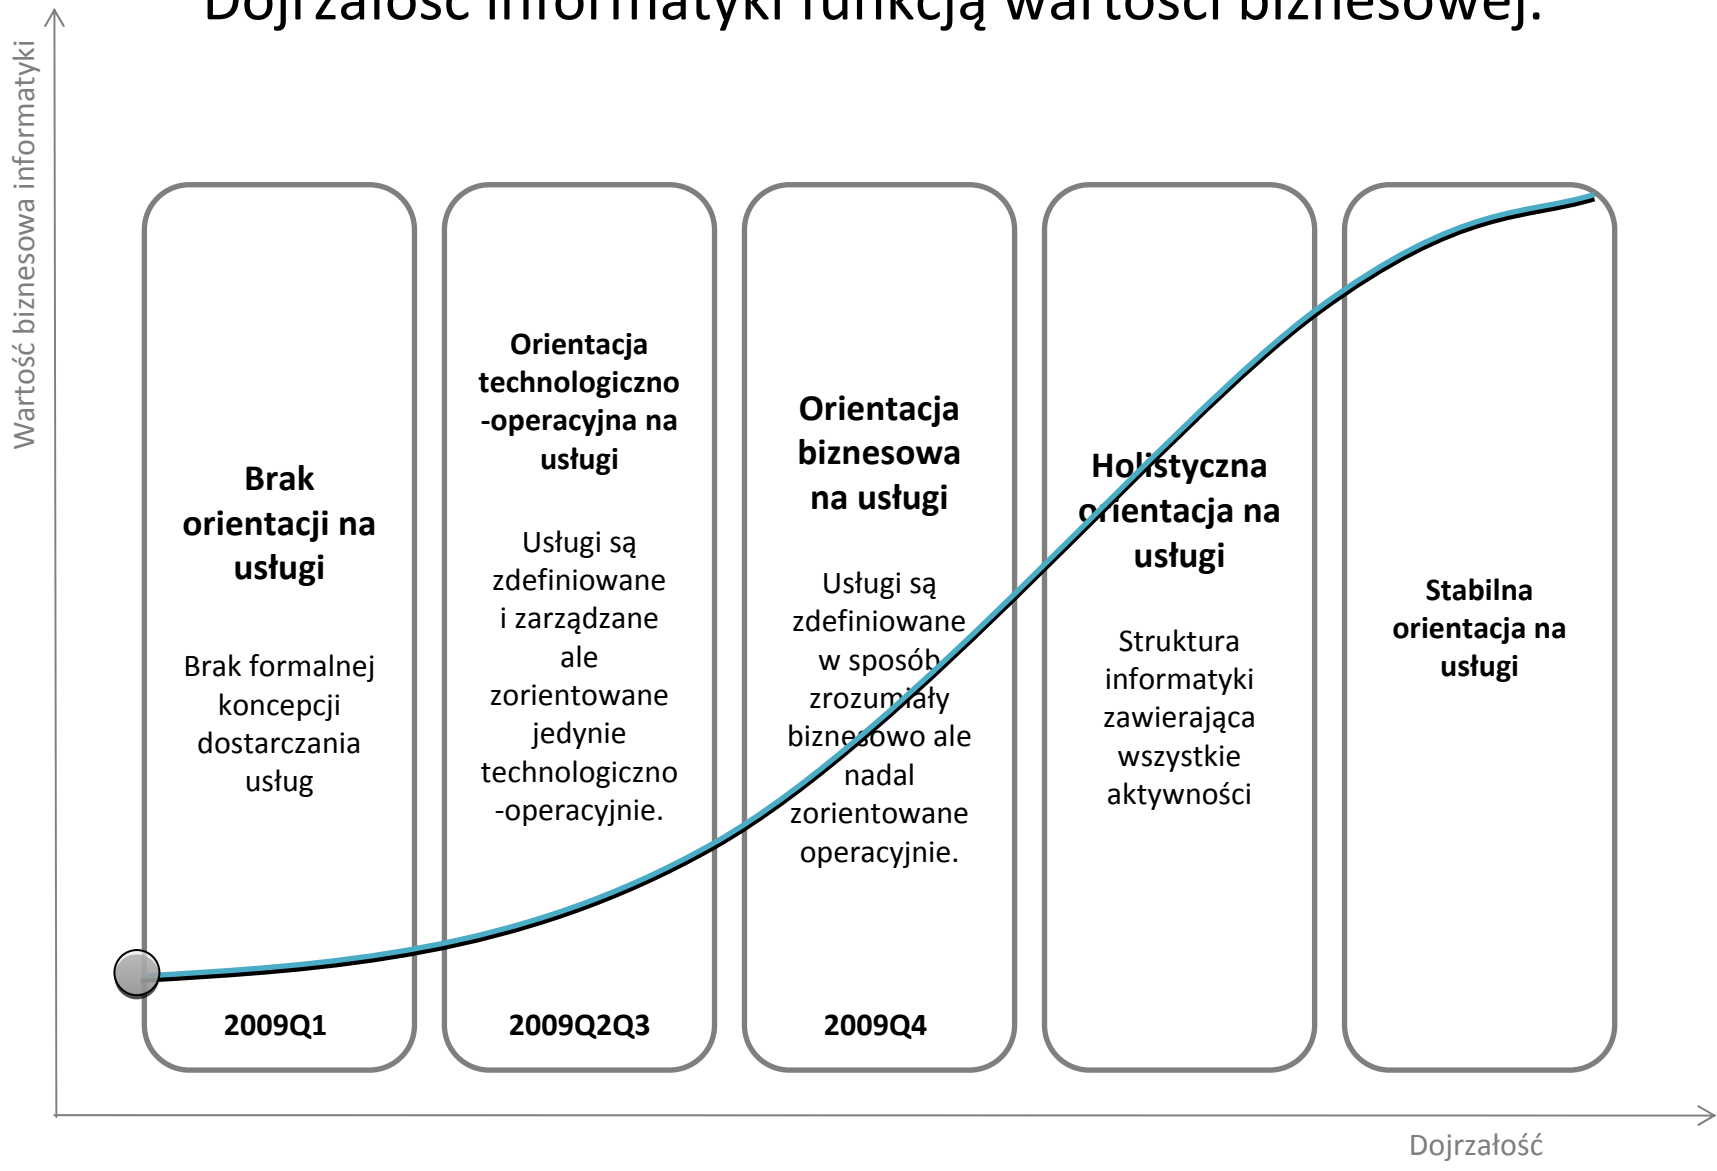 Dojrzałość informatyki funkcją wartości biznesowej.
Wartość biznesowa informatyki
Brak
orientacji na
usługi
Brak formalnej
koncepcji
dostarczania
usług
2009Q1
Orientacja
technologiczno
-operacyjna na
usługi
Usługi są
zdefiniowane
i zarządzane
ale
zorientowane
jedynie
technologiczno
-operacyjnie.
2009Q2Q3
Orientacja
biznesowa
na usługi
Usługi są
zdefiniowane
w sposób
zrozumiały
biznesowo ale
nadal
zorientowane
operacyjnie.
2009Q4
Holistyczna
orientacja na
usługi
Struktura
informatyki
zawierająca
wszystkie
aktywności
Stabilna
orientacja na
usługi
Dojrzałość